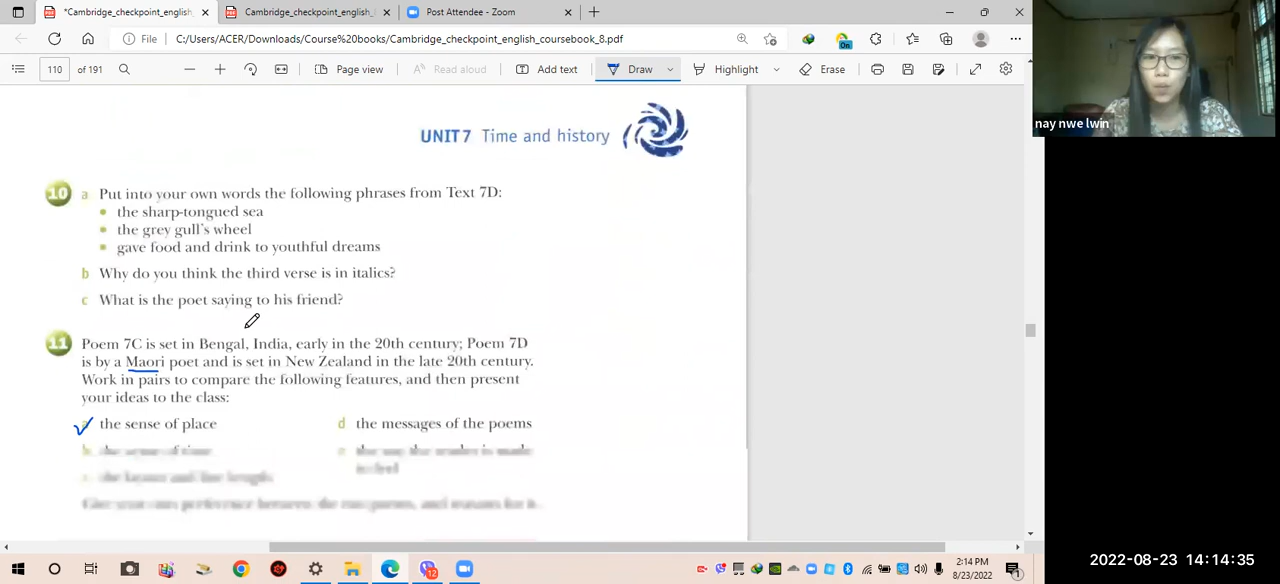 *Cambridge_checkpoint_english_
Cambridge_checkpoint_english_
Post Attendee - Zoom
File C:/Users/ACER/Downloads/Course%20books/Cambridge_checkpoint_english_coursebook_8.pdf
On
110 of 191
Page view
Read aloud
Add text
Draw
Highlight
Erase
nay nwe lwin
UNIT 7 Time and history
10 a Put into your own words the following phrases from Text 7D:
the sharp-tongued sea
the grey gull's wheel
gave food and drink to youthful dreams
b Why do you think the third verse is in italics?
c What is the poet saying to his friend?
11 Poem 7C is set in Bengal, India, early in the 20th century; Poem 7D
is by a Maori poet and is set in New Zealand in the late 20th century.
Work in pairs to compare the following features, and then present
your ideas to the class:
the sense of place
d the messages of the poems
12
2:14 PM
8/23/2022
1
2022-08-23 14:14:35